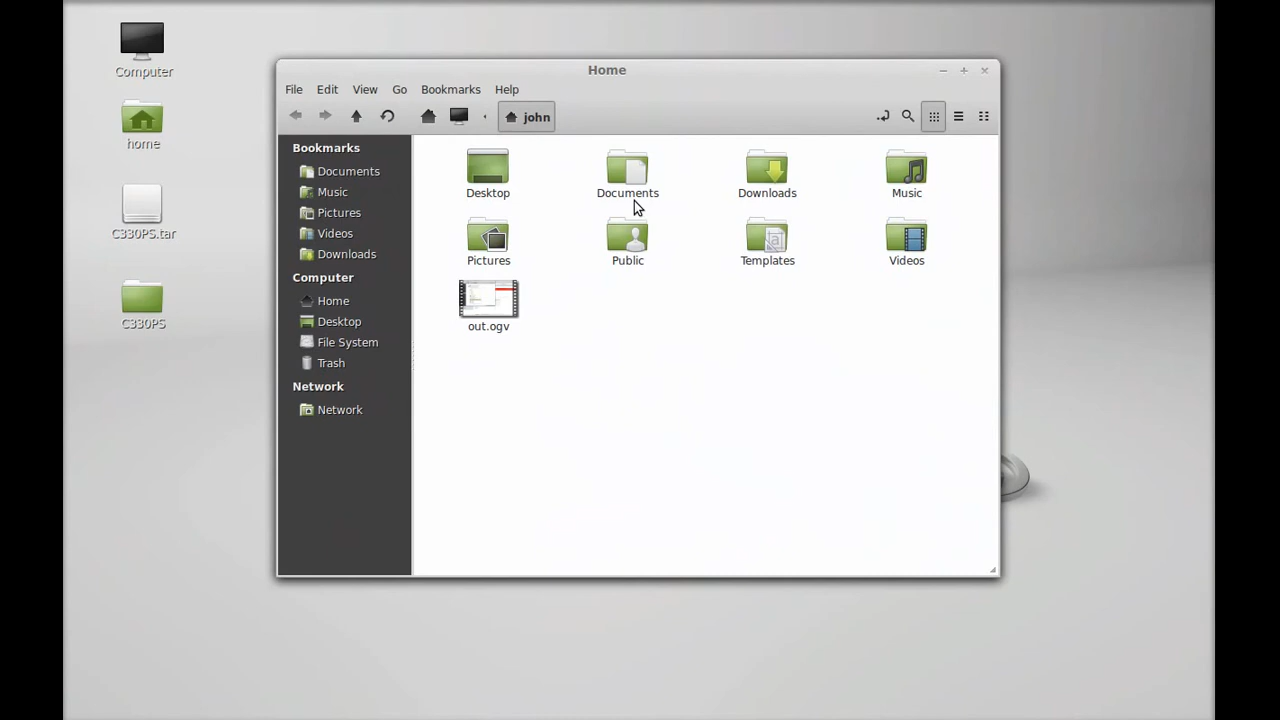 Computer
home
C330PS.tar
C330PS
Home
File Edit View Go Bookmarks Help
john
Bookmarks
Documents
Music
Pictures
Videos
Downloads
Computer
Home
Desktop
File System
Trash
Network
Network
Desktop Documents Downloads Music
Pictures Public Templates Videos
out.ogv